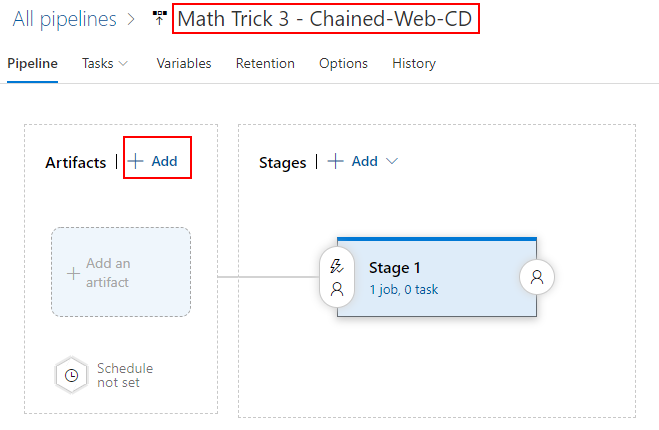 All pipelines > Math Trick 3 - Chained-Web-CD
Pipeline Tasks Variables Retention Options History
Artifacts | + Add
Stages | + Add
+ Add an
artifact
Stage 1
1 job, 0 task
Schedule
not set